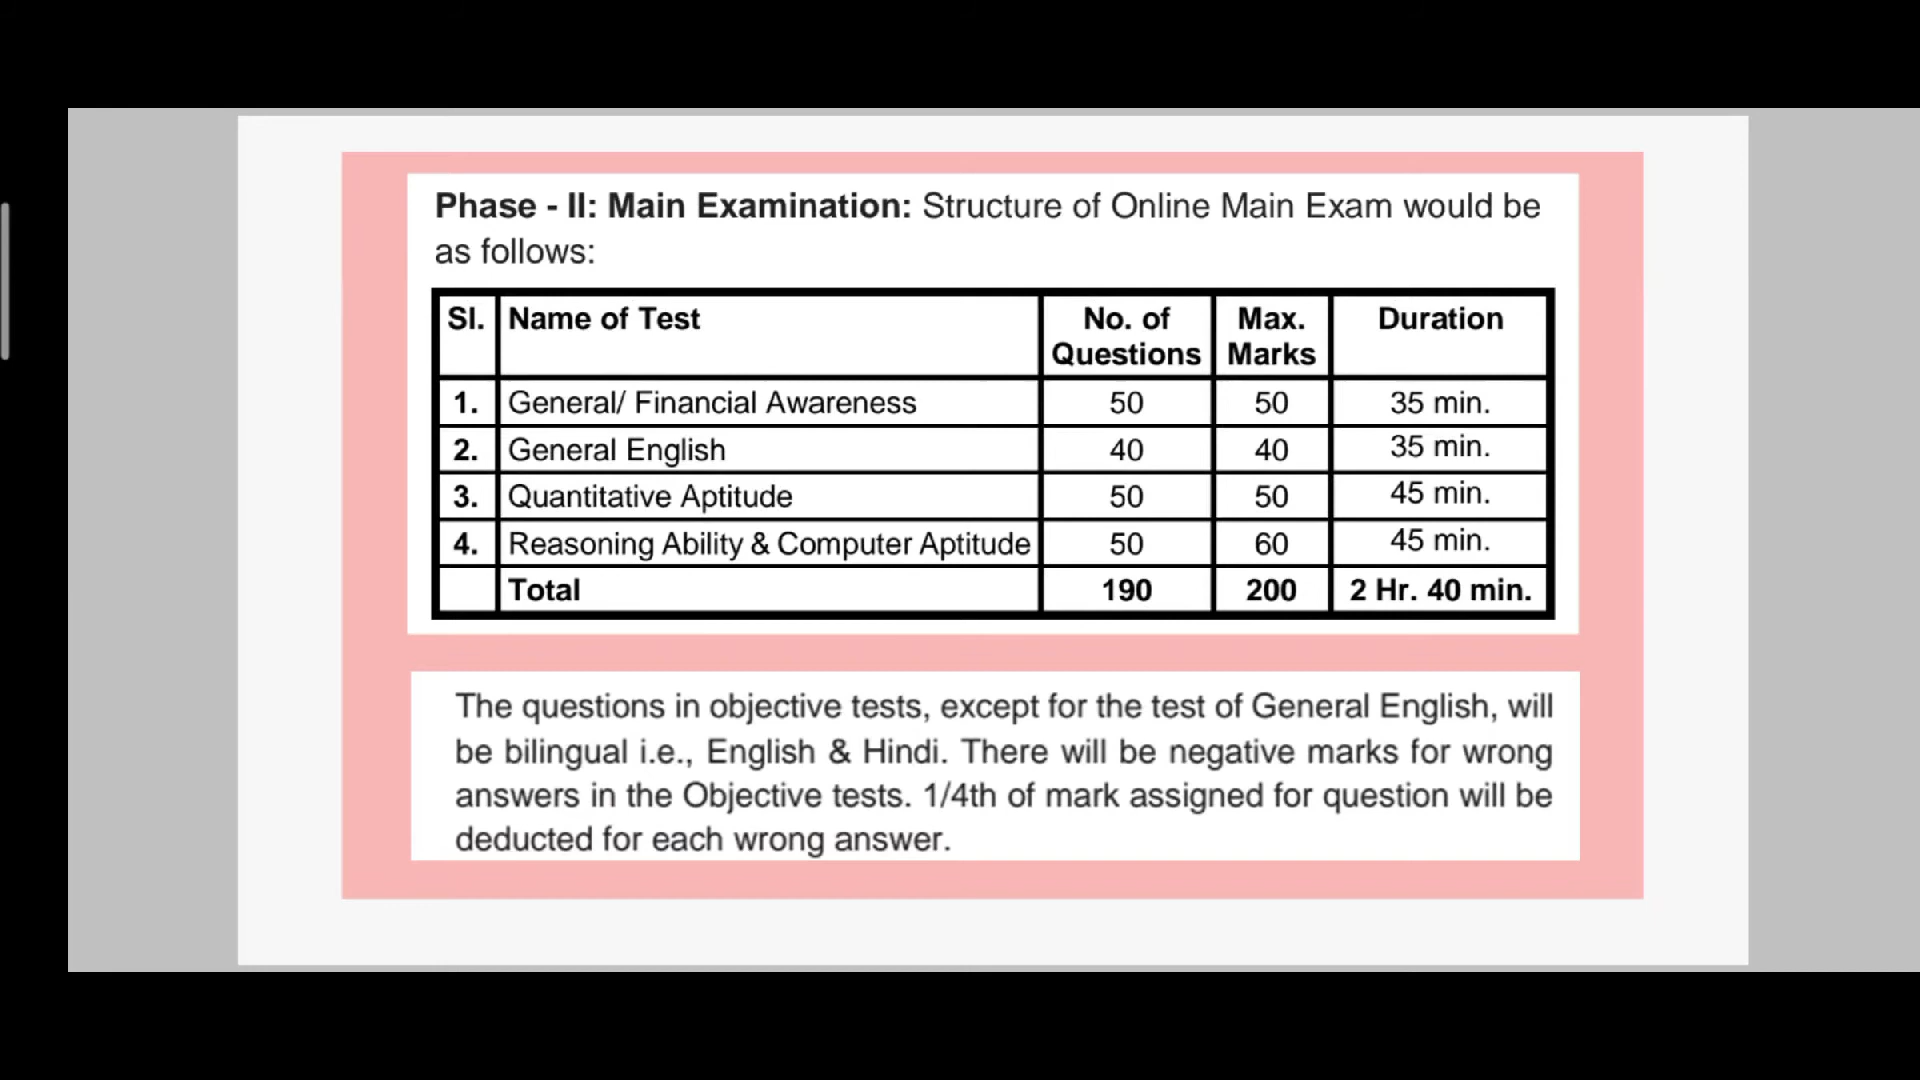 Phase - II: Main Examination: Structure of Online Main Exam would be
as follows:
Sl. Name of Test No. of Questions Max. Marks Duration
1. General/ Financial Awareness 50 50 35 min.
2. General English 40 40 35 min.
3. Quantitative Aptitude 50 50 45 min.
4. Reasoning Ability & Computer Aptitude 50 60 45 min.
Total 190 200 2 Hr. 40 min.
The questions in objective tests, except for the test of General English, will
be bilingual i.e., English & Hindi. There will be negative marks for wrong
answers in the Objective tests. 1/4th of mark assigned for question will be
deducted for each wrong answer.